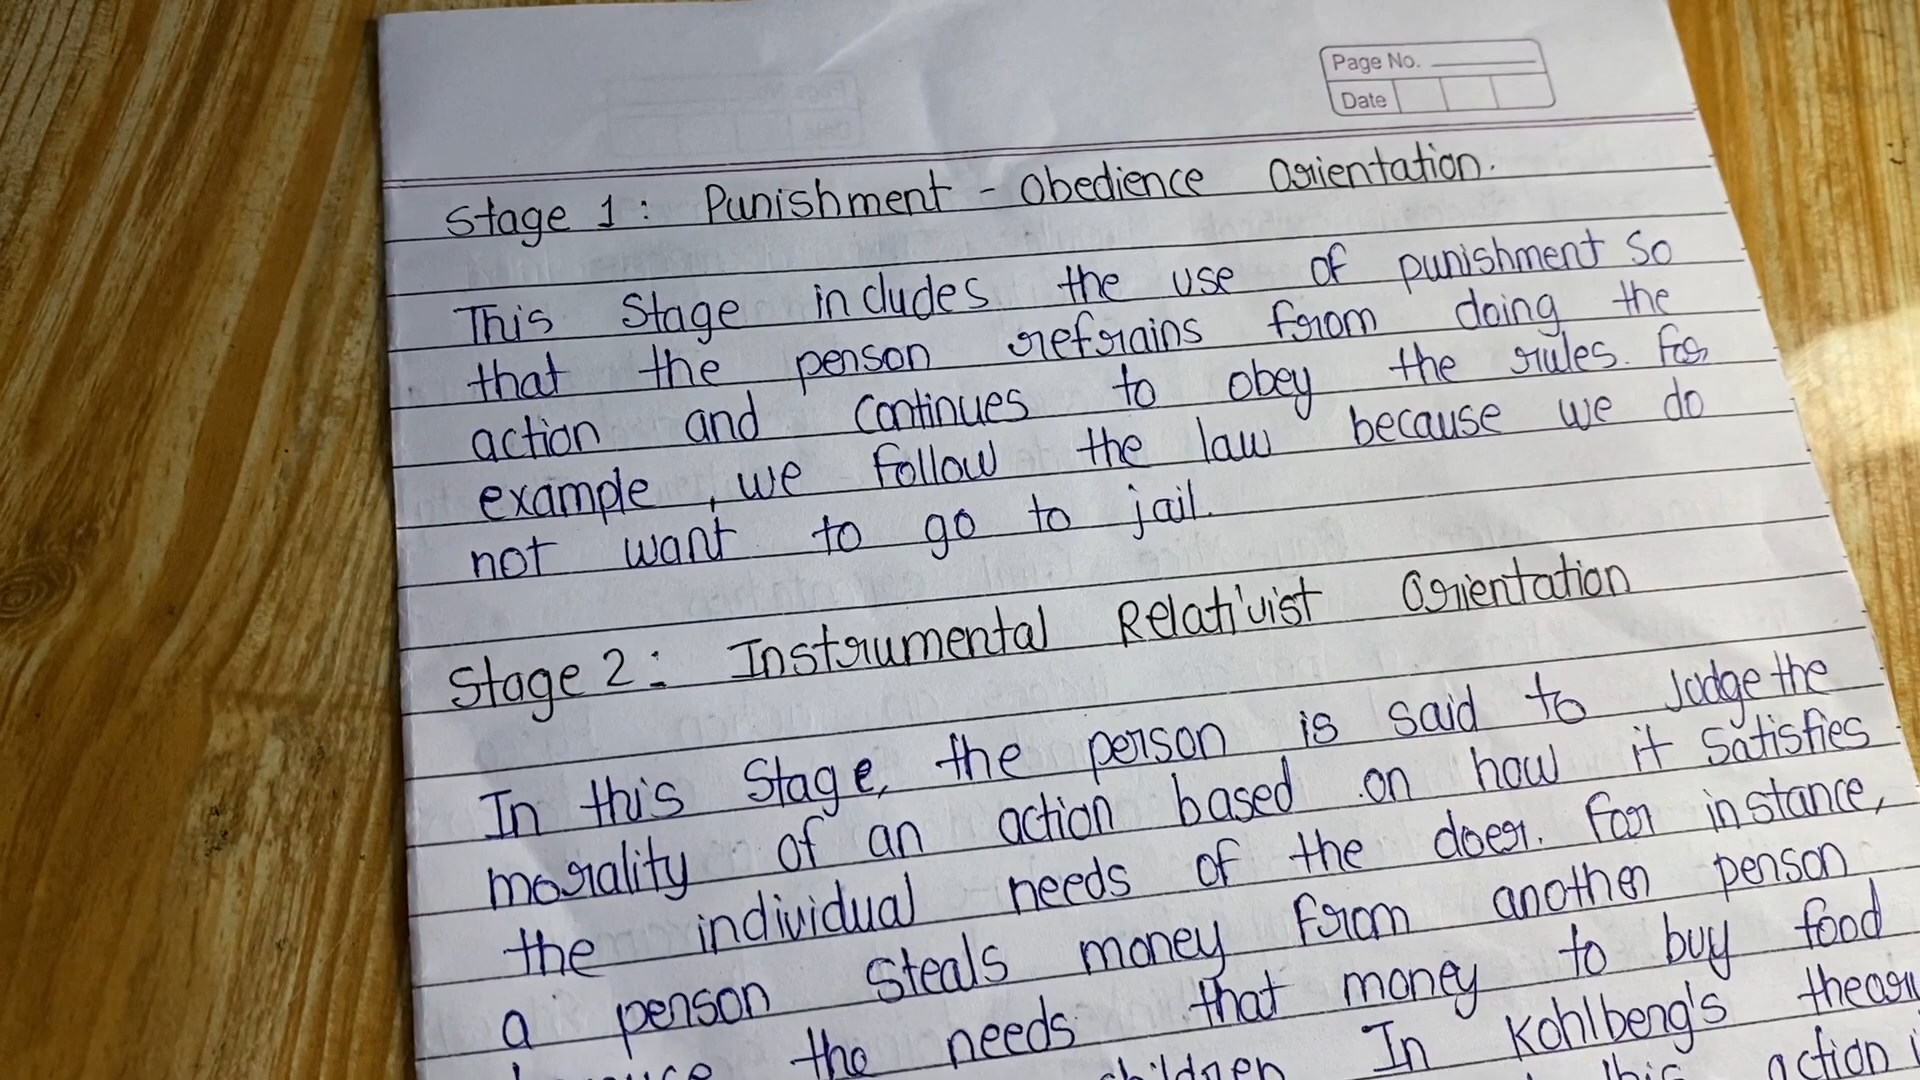 Page No.
Date
Stage 1: Punishment - Obedience Orientation.
This Stage includes the use of punishment so
that the person refrains from doing the
action and continues to obey the rules. For
example, we follow the law because we do
not want to go to jail.
Stage 2: Instrumental Relativist Orientation
In this Stage, the person is said to Judge the
morality of an action based on how it satisfies
the individual needs of the doer. For instance,
a person steals money from another person
the needs that money to buy food
children. In Kohlberg's
this action